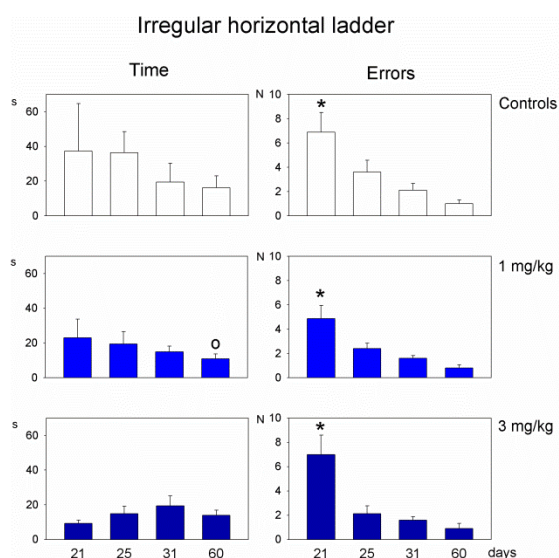 Irregular horizontal ladder
Time Errors
s N Controls
60 10
40 8
20 6
0 4
2
0
*
s N 1 mg/kg
60 10
40 8
20 6
0 4
2
0
o *
s N 3 mg/kg
60 10
40 8
20 6
0 4
2
0
*
21 25 31 60 21 25 31 60 days